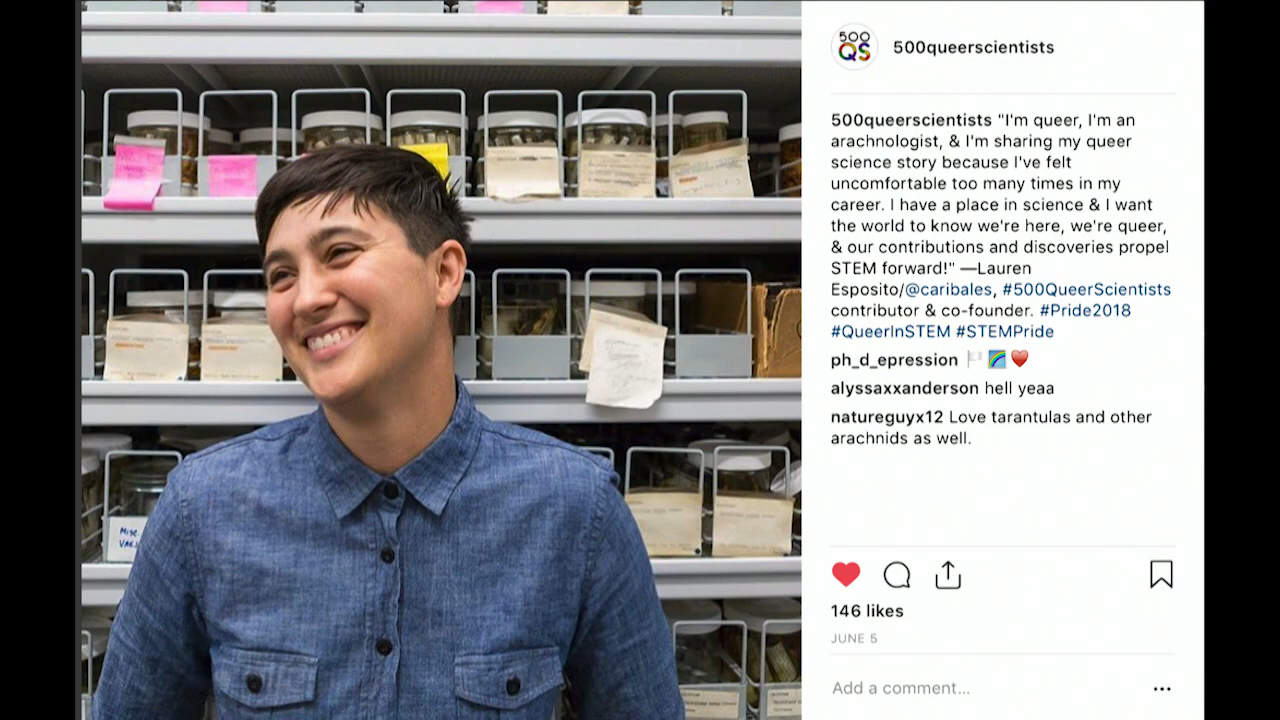 500
QS
500queerscientists
500queerscientists "I'm queer, I'm an
arachnologist, & I'm sharing my queer
science story because I've felt
uncomfortable too many times in my
career. I have a place in science & I want
the world to know we're here, we're queer,
& our contributions and discoveries propel
STEM forward!" —Lauren
Esposito/@caribales, #500QueerScientists
contributor & co-founder. #Pride2018
#QueerInSTEM #STEMPride
ph_d_epression 🏳️🌈❤️
alyssaxxanderson hell yeaa
natureguyx12 Love tarantulas and other
arachnids as well.
146 likes
JUNE 5
Add a comment...
Misc.